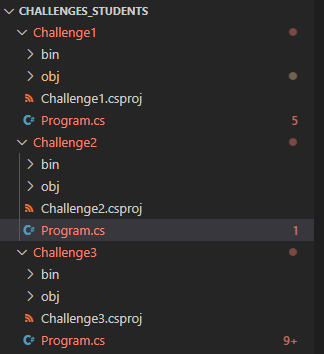 CHALLENGES_STUDENTS
Challenge1
bin
obj
Challenge1.csproj
C# Program.cs 5
Challenge2
bin
obj
Challenge2.csproj
C# Program.cs 1
Challenge3
bin
obj
Challenge3.csproj
C# Program.cs 9+